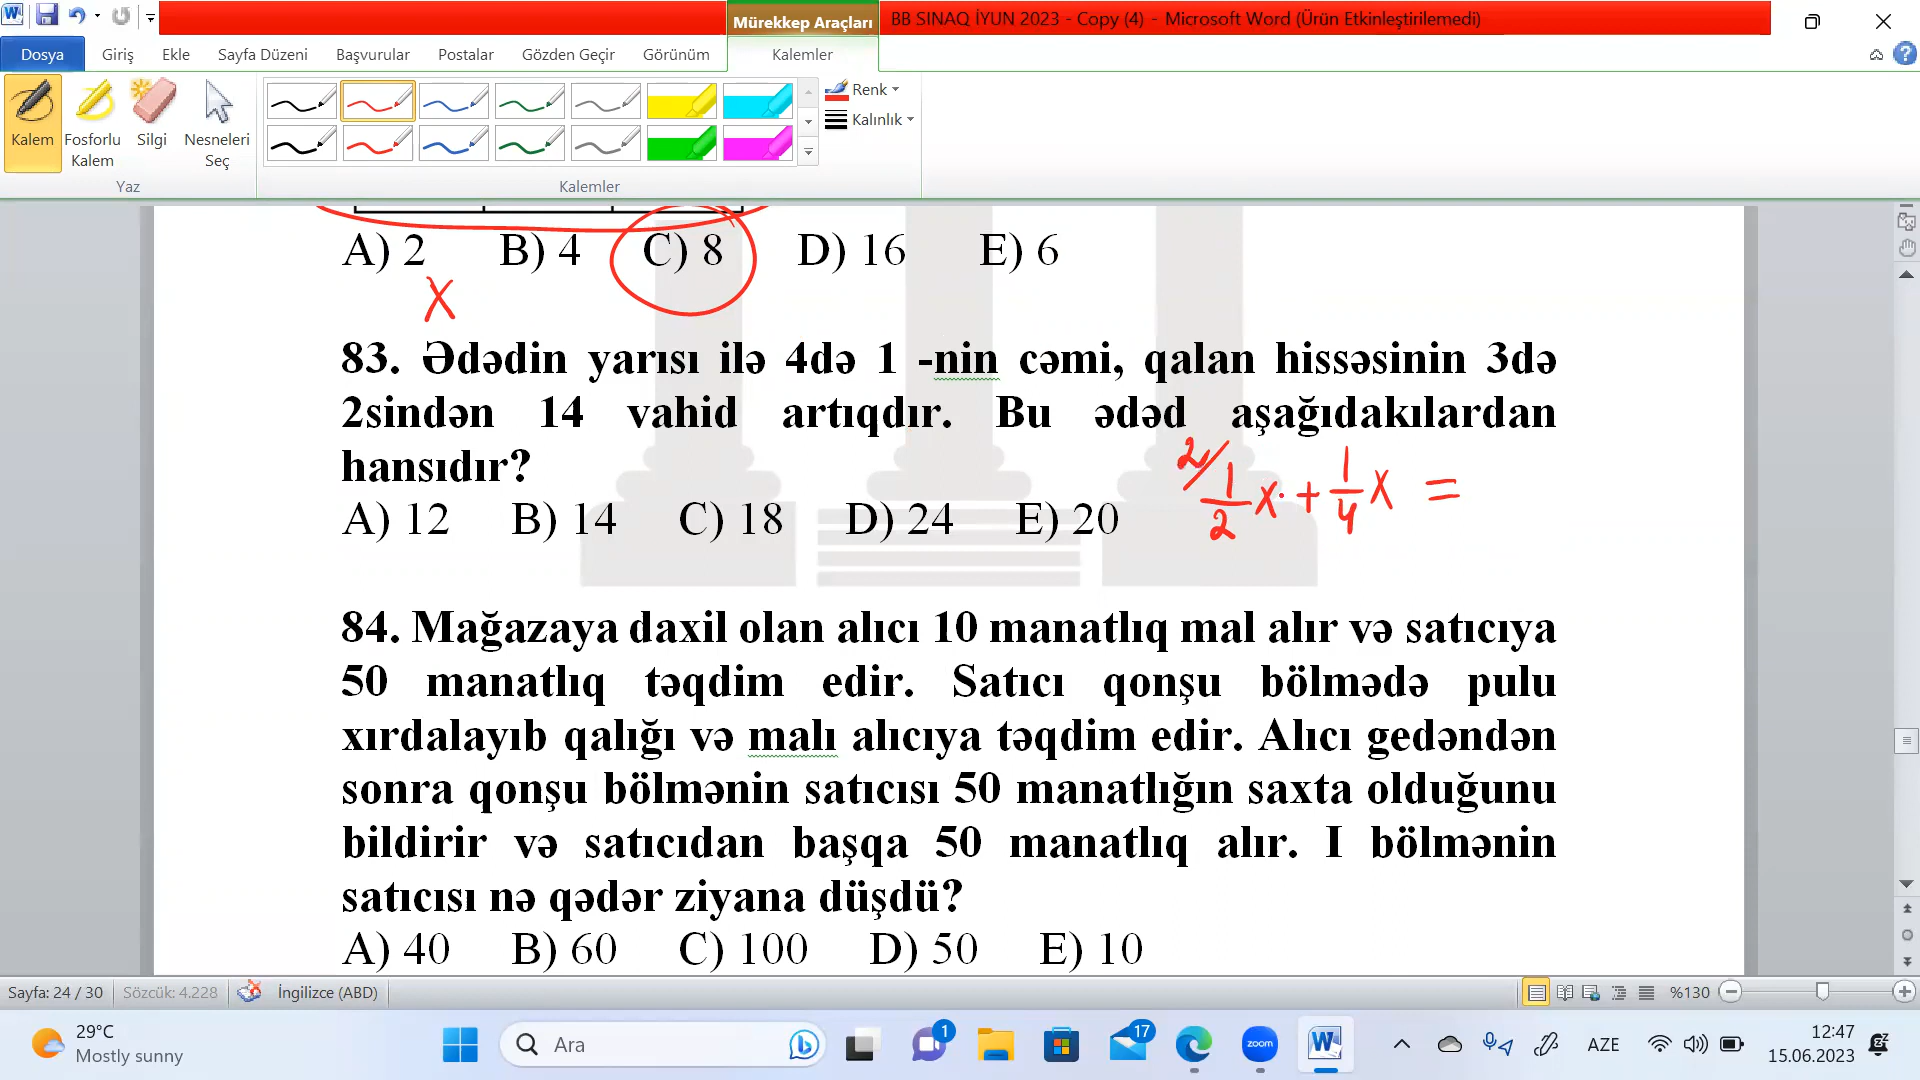 Mürekkep Araçları
BB SINAQ İYUN 2023 - Copy (4) - Microsoft Word (Ürün Etkinleştirilemedi)
Dosya Giriş Ekle Sayfa Düzeni Başvurular Postalar Gözden Geçir Görünüm Kalemler
Renk
Kalınlık
Kalem Fosforlu Kalem Silgi Nesneleri Seç
Yaz Kalemler
A) 2 B) 4 C) 8 D) 16 E) 6
X
83. Ədədin yarısı ilə 4də 1 -nin cəmi, qalan hissəsinin 3də
2sindən 14 vahid artıqdır. Bu ədəd aşağıdakılardan
hansıdır?
2/ 1/2 x · + 1/4 x =
A) 12 B) 14 C) 18 D) 24 E) 20
84. Mağazaya daxil olan alıcı 10 manatlıq mal alır və satıcıya
50 manatlıq təqdim edir. Satıcı qonşu bölmədə pulu
xırdalayıb qalığı və malı alıcıya təqdim edir. Alıcı gedəndən
sonra qonşu bölmənin satıcısı 50 manatlığın saxta olduğunu
bildirir və satıcıdan başqa 50 manatlıq alır. I bölmənin
satıcısı nə qədər ziyana düşdü?
A) 40 B) 60 C) 100 D) 50 E) 10
Sayfa: 24 / 30 Sözcük: 4.228 İngilizce (ABD) %130
29°C
Mostly sunny
Ara
1
17
zoom
AZE
12:47
15.06.2023